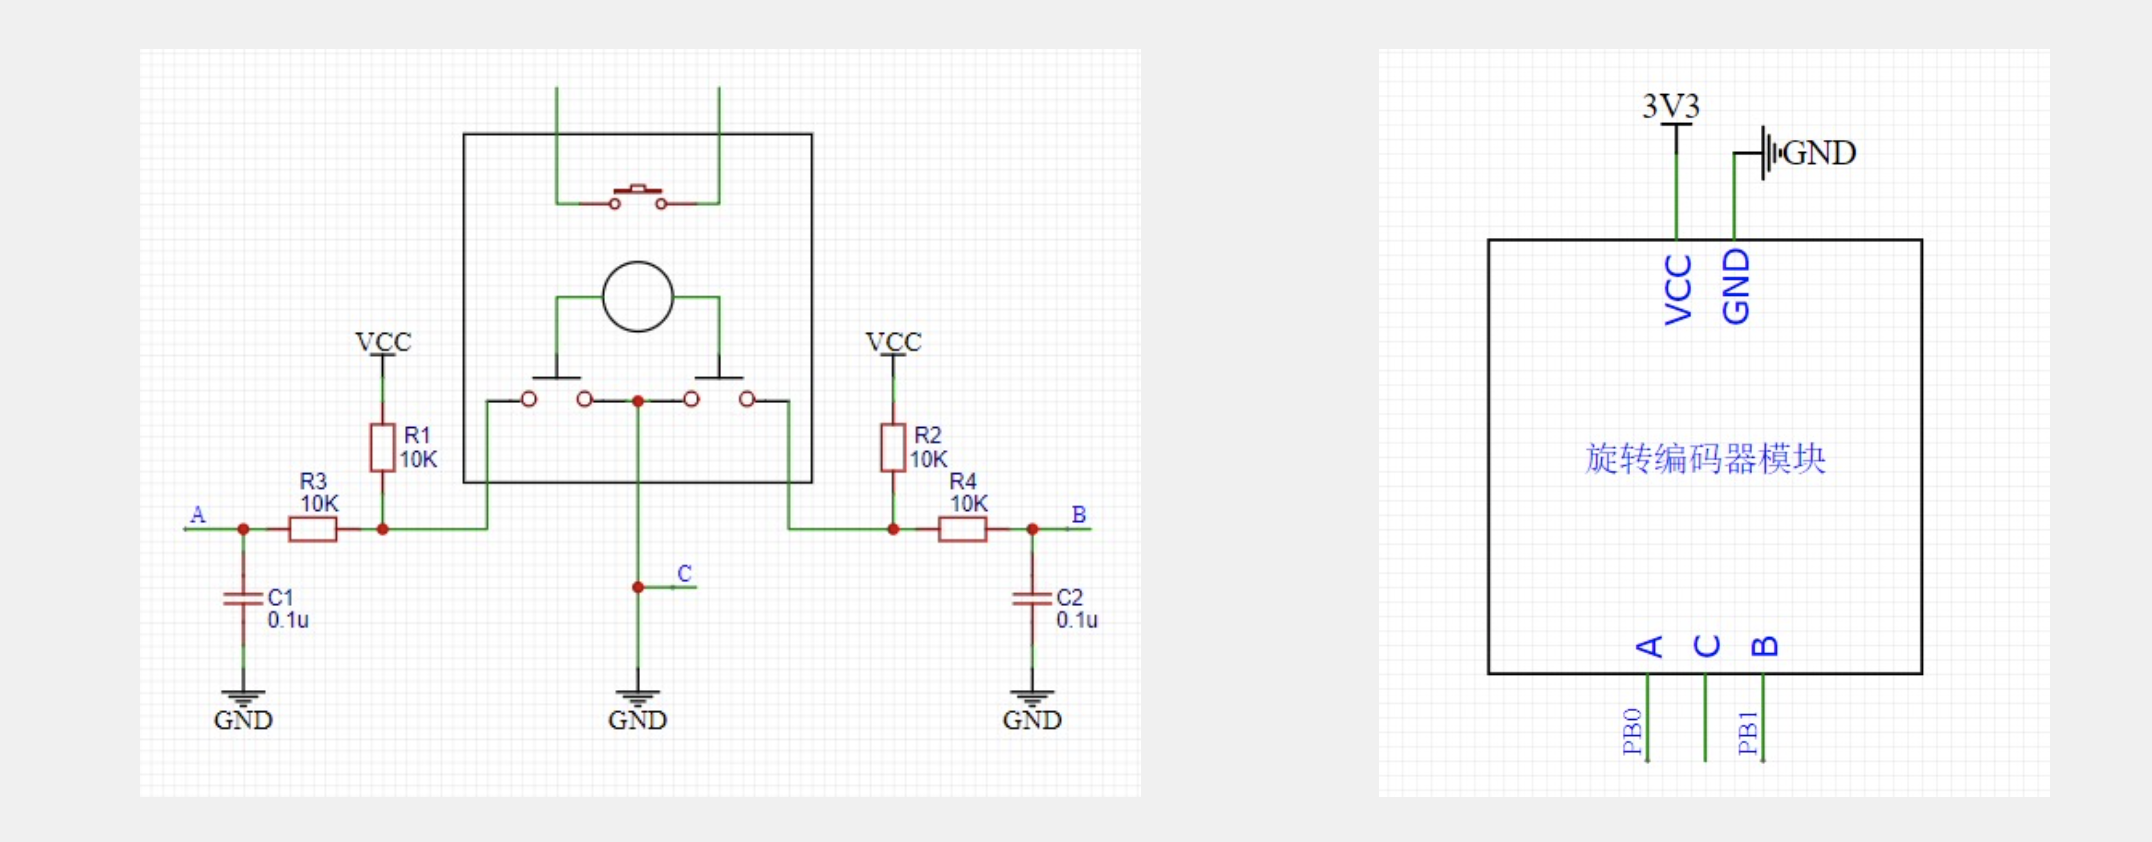 VCC
R1
10K
R3
10K
A
C1
0.1u
GND
C
GND
VCC
R2
10K
R4
10K
B
C2
0.1u
GND
3V3
GND
VCC
GND
旋转编码器模块
A
C
B
PB0
PB1